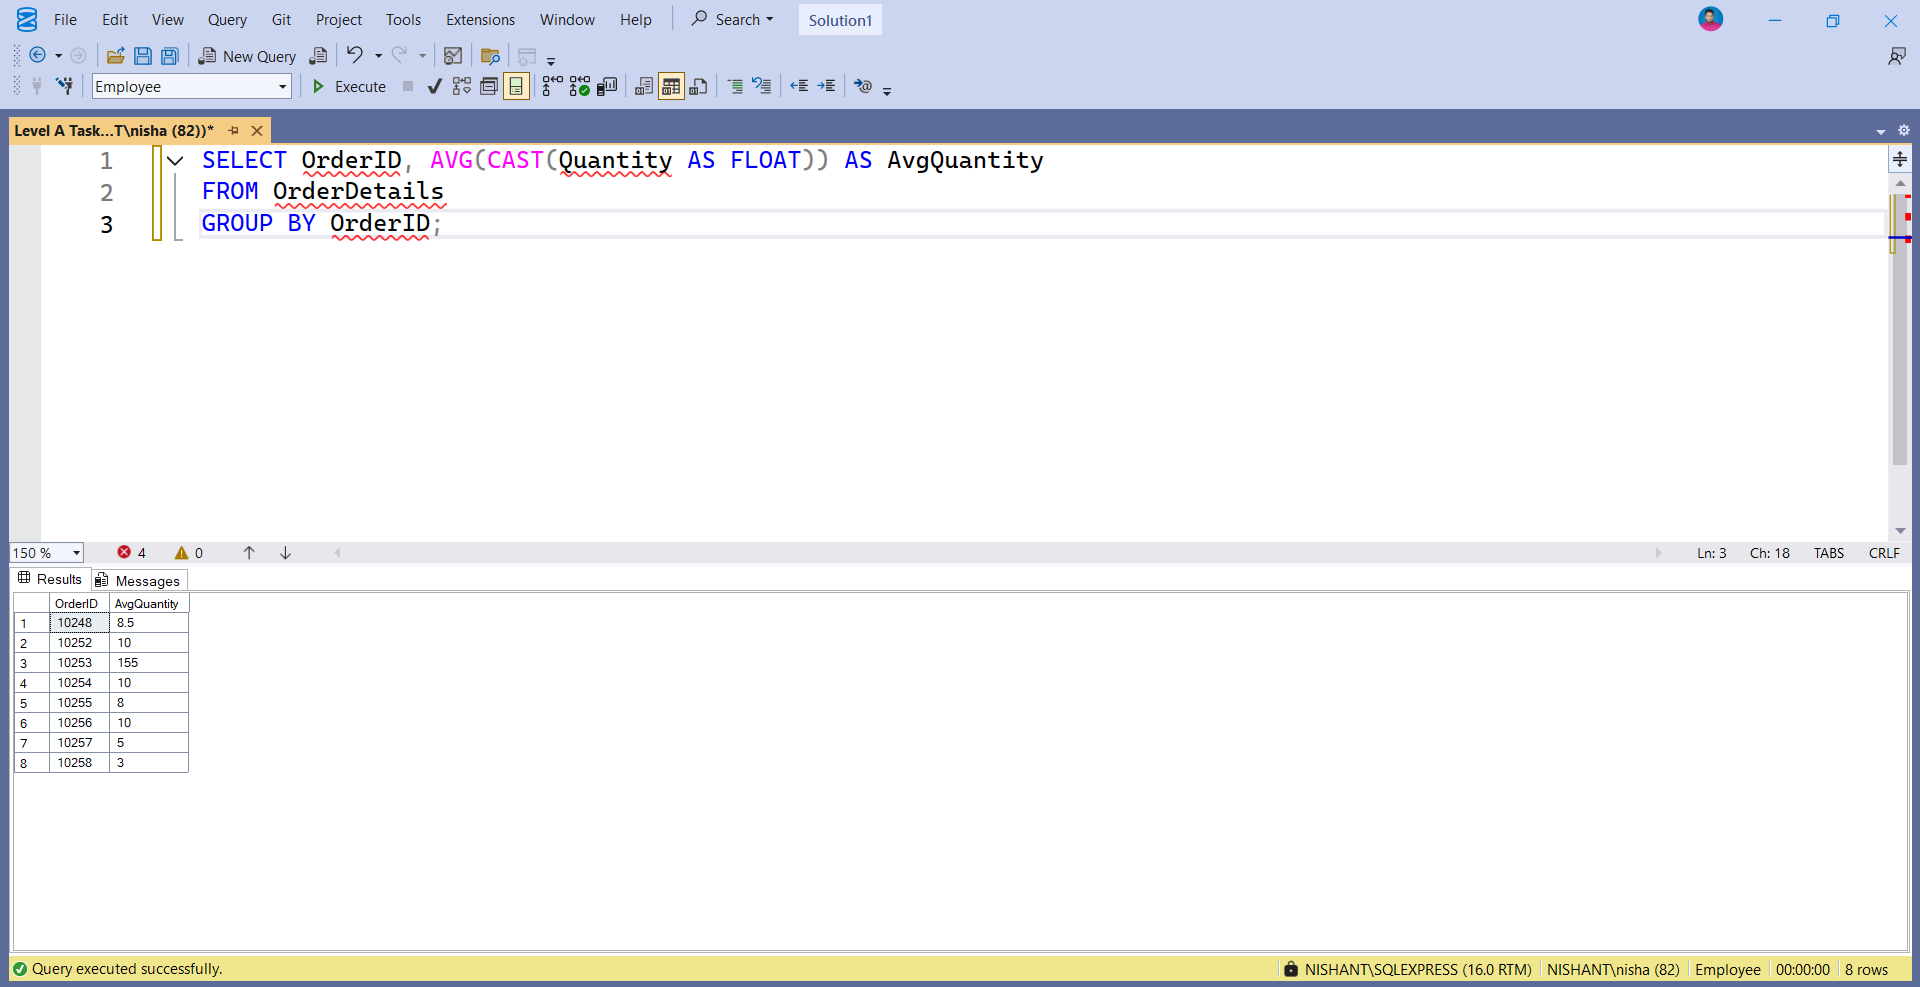 File Edit View Query Git Project Tools Extensions Window Help Search Solution1
New Query
Employee Execute
Level A Task...T\nisha (82))*
1 SELECT OrderID, AVG(CAST(Quantity AS FLOAT)) AS AvgQuantity
2 FROM OrderDetails
3 GROUP BY OrderID;
150 % 4 0 Ln: 3 Ch: 18 TABS CRLF
Results Messages
OrderID AvgQuantity
1 10248 8.5
2 10252 10
3 10253 155
4 10254 10
5 10255 8
6 10256 10
7 10257 5
8 10258 3
Query executed successfully. NISHANT\SQLEXPRESS (16.0 RTM) NISHANT\nisha (82) Employee 00:00:00 8 rows